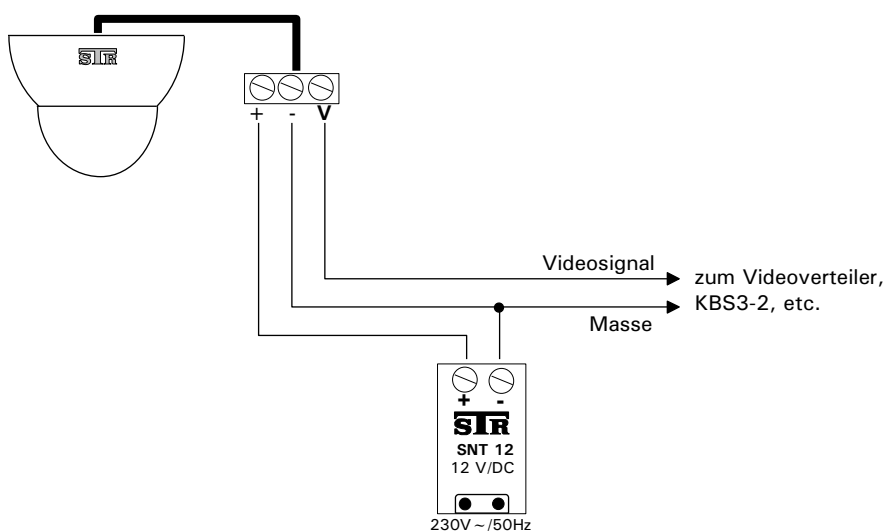 STR
+ - V
Videosignal
zum Videoverteiler,
KBS3-2, etc.
Masse
+ -
STR
SNT 12
12 V/DC
230V~/50Hz